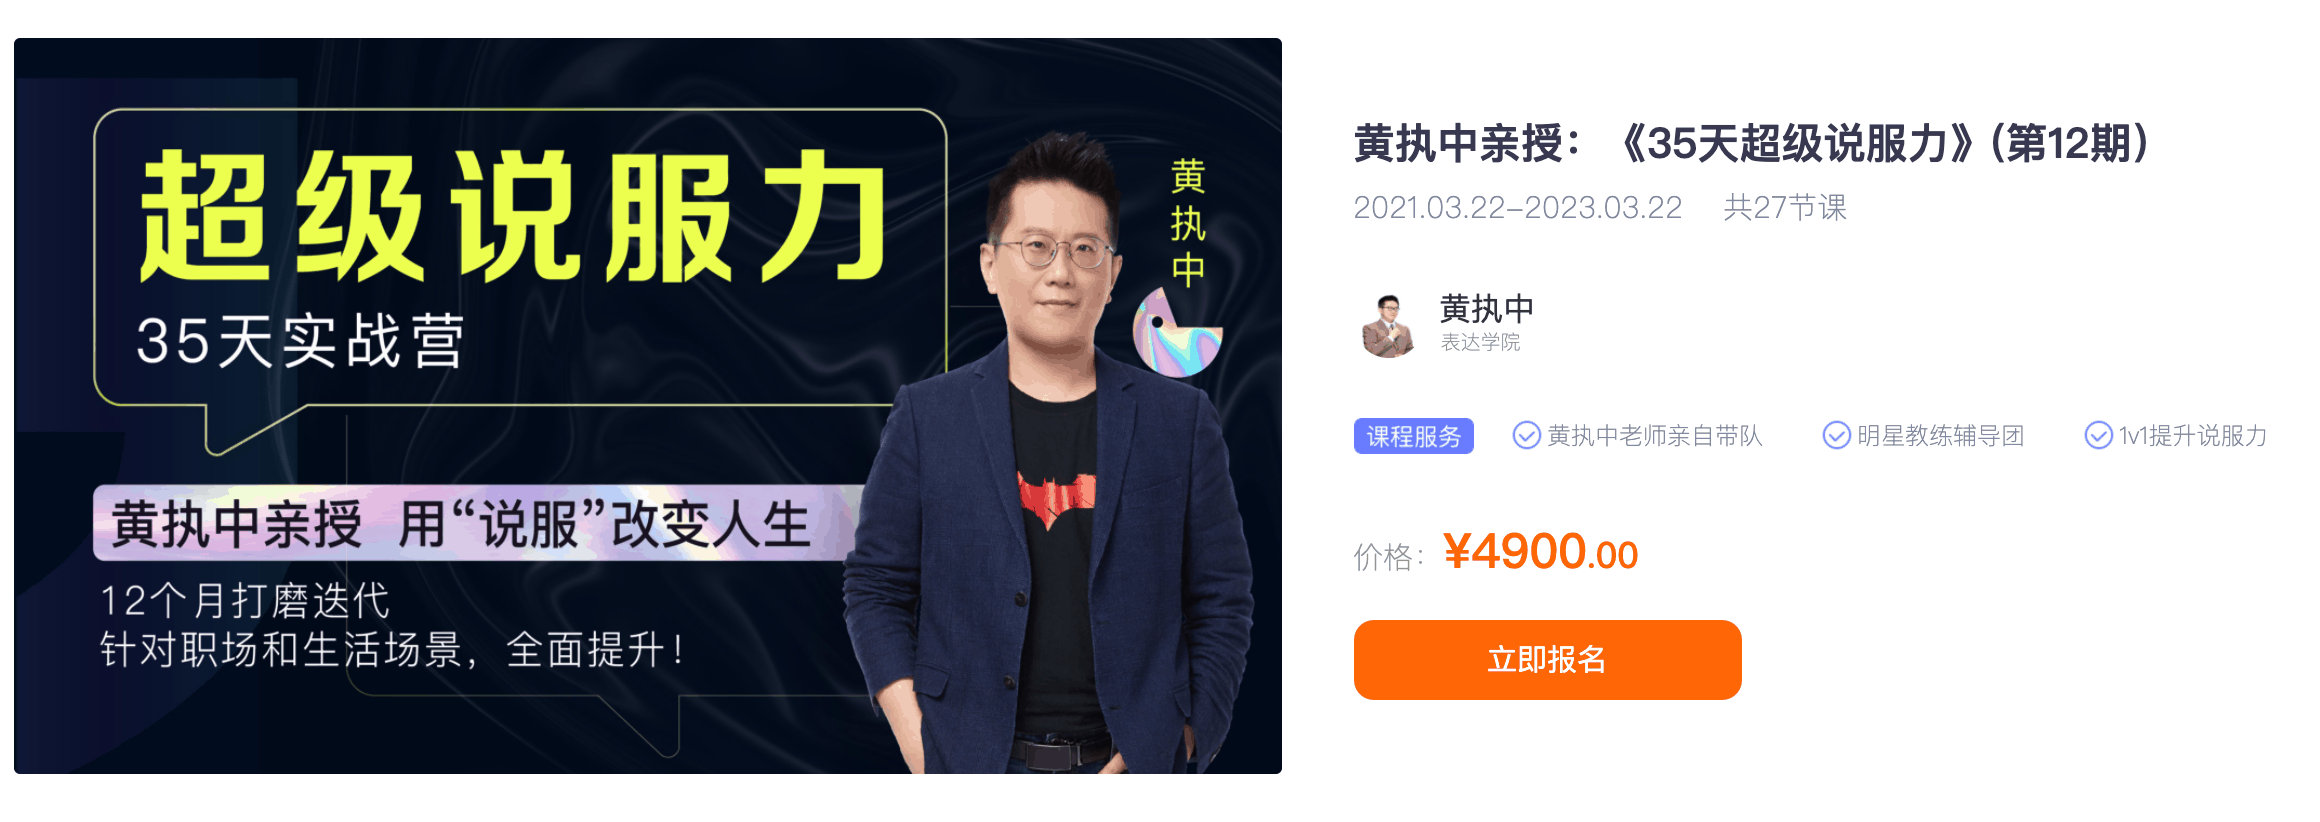 超级说服力
35天实战营
黄执中
黄执中亲授 用“说服”改变人生
12个月打磨迭代
针对职场和生活场景，全面提升！
黄执中亲授：《35天超级说服力》（第12期）
2021.03.22-2023.03.22 共27节课
黄执中
表达学院
课程服务 黄执中老师亲自带队 明星教练辅导团 1v1提升说服力
价格：¥4900.00
立即报名